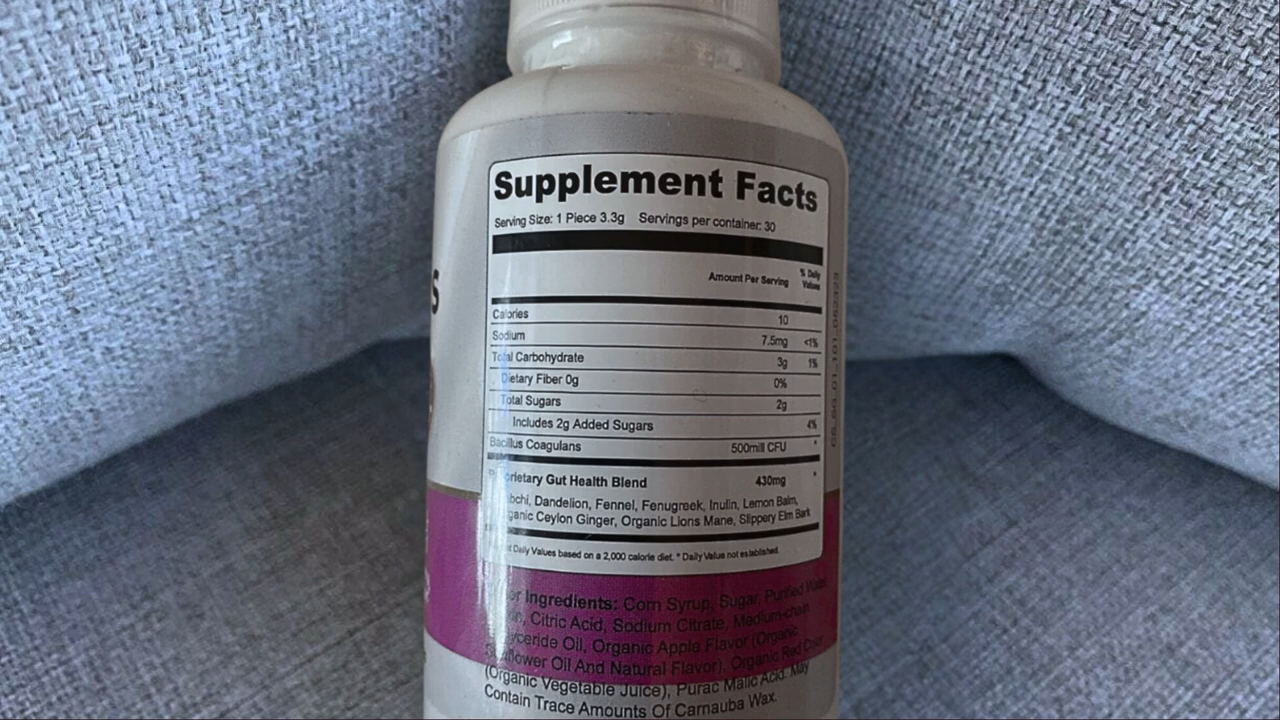 Supplement Facts
Serving Size: 1 Piece 3.3g Servings per container: 30
Amount Per Serving % Daily Values
Calories 10
Sodium 7.5mg <1%
Total Carbohydrate 3g 1%
Dietary Fiber 0g 0%
Total Sugars 2g
Includes 2g Added Sugars 4%
Bacillus Coagulans 500mill CFU *
Proprietary Gut Health Blend 430mg *
Dandelion, Fennel, Fenugreek, Inulin, Lemon Balm,
Organic Ceylon Ginger, Organic Lions Mane, Slippery Elm Bark
Daily Values based on a 2,000 calorie diet. * Daily Value not established.
Other Ingredients: Corn Syrup, Sugar, Purified Water,
Citric Acid, Sodium Citrate, Medium-chain
Triglyceride Oil, Organic Apple Flavor (Organic
Sunflower Oil And Natural Flavor), Organic Red Color
(Organic Vegetable Juice), Purac Malic Acid. May
Contain Trace Amounts Of Carnauba Wax.
S